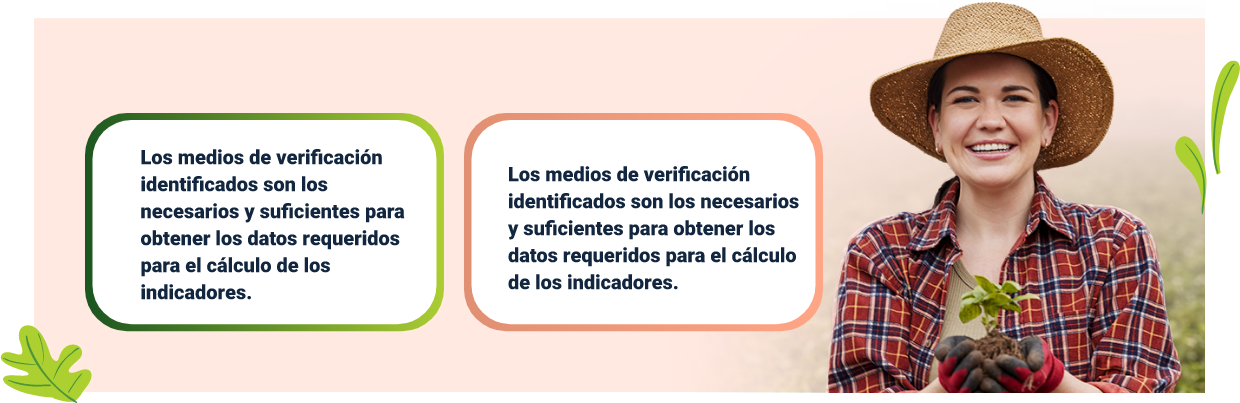 Los medios de verificación
identificados son los
necesarios y suficientes para
obtener los datos requeridos
para el cálculo de los
indicadores.
Los medios de verificación
identificados son los necesarios
y suficientes para obtener los
datos requeridos para el cálculo
de los indicadores.